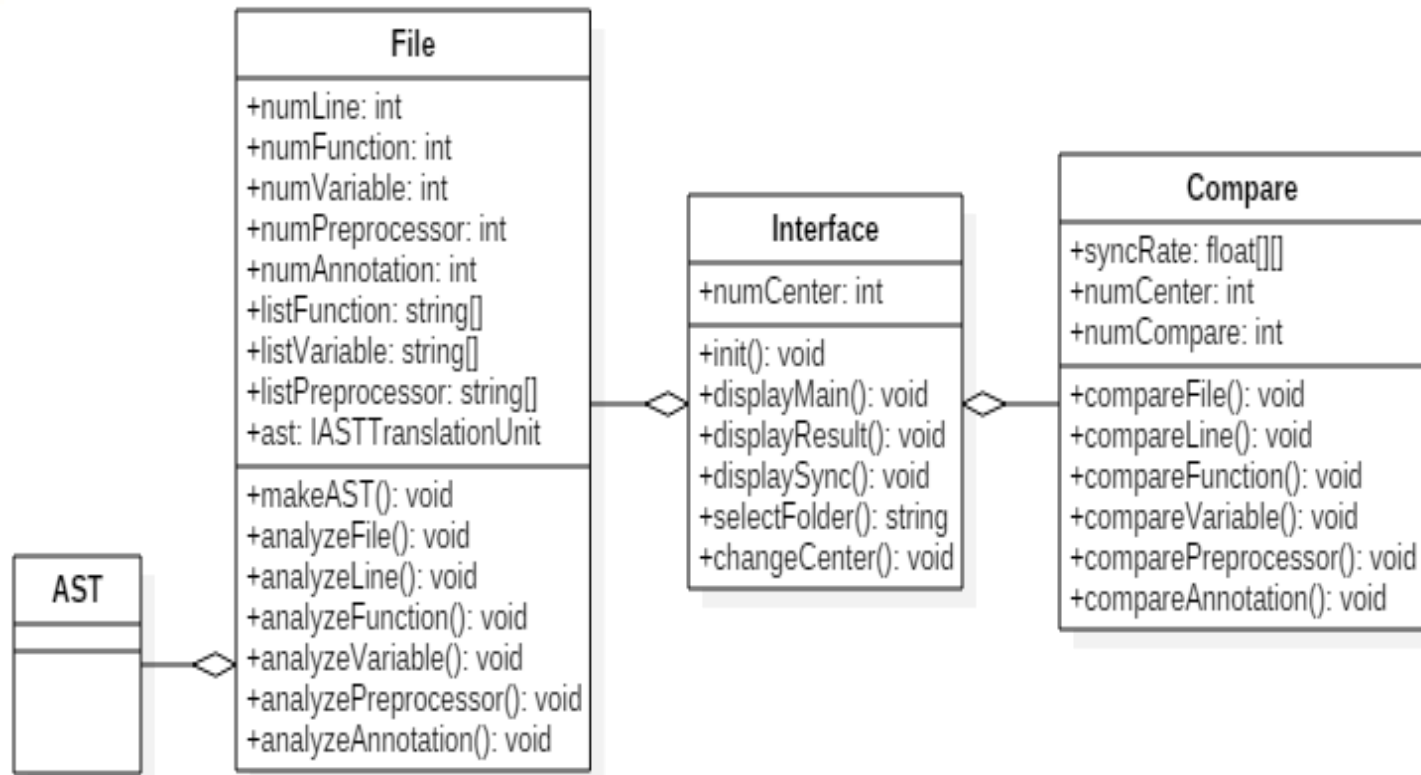 File
+numLine: int
+numFunction: int
+numVariable: int
+numPreprocessor: int
+numAnnotation: int
+listFunction: string[]
+listVariable: string[]
+listPreprocessor: string[]
+ast: IASTTranslationUnit
+makeAST(): void
+analyzeFile(): void
+analyzeLine(): void
+analyzeFunction(): void
+analyzeVariable(): void
+analyzePreprocessor(): void
+analyzeAnnotation(): void
AST
Interface
+numCenter: int
+init(): void
+displayMain(): void
+displayResult(): void
+displaySync(): void
+selectFolder(): string
+changeCenter(): void
Compare
+syncRate: float[][]
+numCenter: int
+numCompare: int
+compareFile(): void
+compareLine(): void
+compareFunction(): void
+compareVariable(): void
+comparePreprocessor(): void
+compareAnnotation(): void